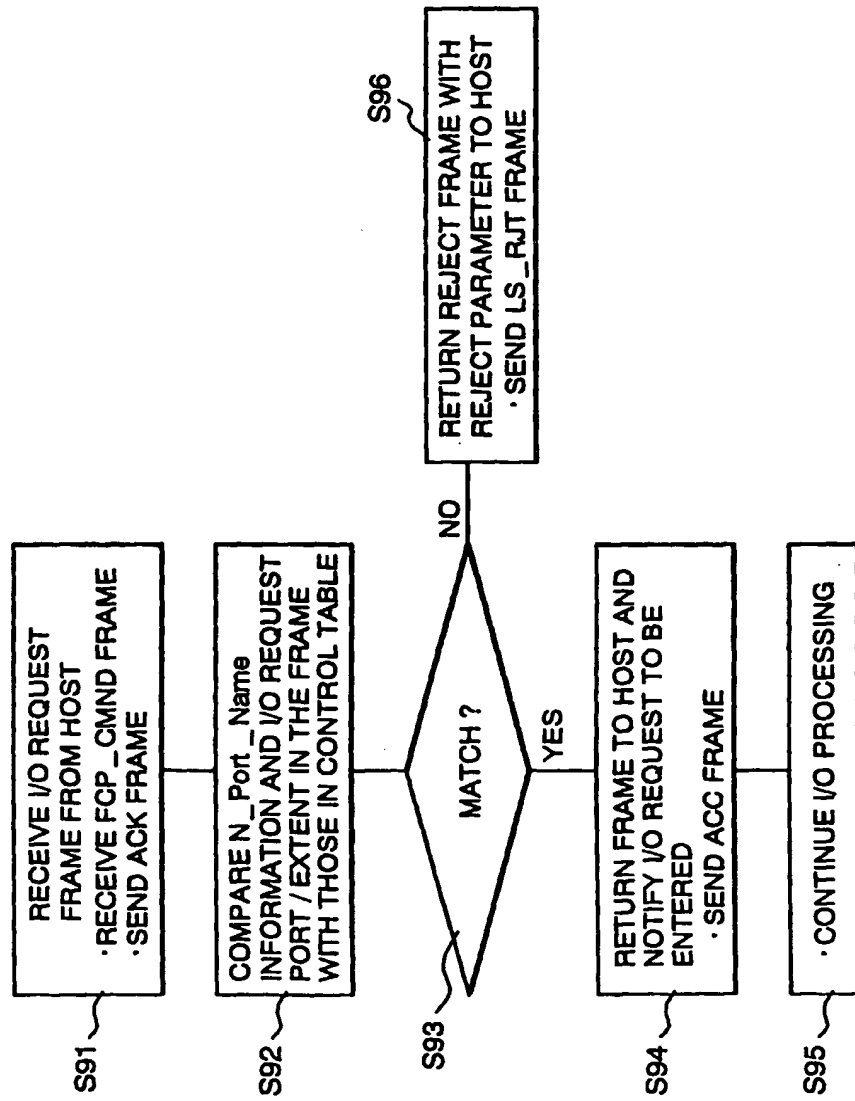 S91
RECEIVE I/O REQUEST
FRAME FROM HOST
·RECEIVE FCP_CMND FRAME
·SEND ACK FRAME
S92
COMPARE N_Port_Name
INFORMATION AND I/O REQUEST
PORT / EXTENT IN THE FRAME
WITH THOSE IN CONTROL TABLE
S93
MATCH ?
NO
YES
S96
RETURN REJECT FRAME WITH
REJECT PARAMETER TO HOST
·SEND LS_RJT FRAME
S94
RETURN FRAME TO HOST AND
NOTIFY I/O REQUEST TO BE
ENTERED
·SEND ACC FRAME
S95
·CONTINUE I/O PROCESSING